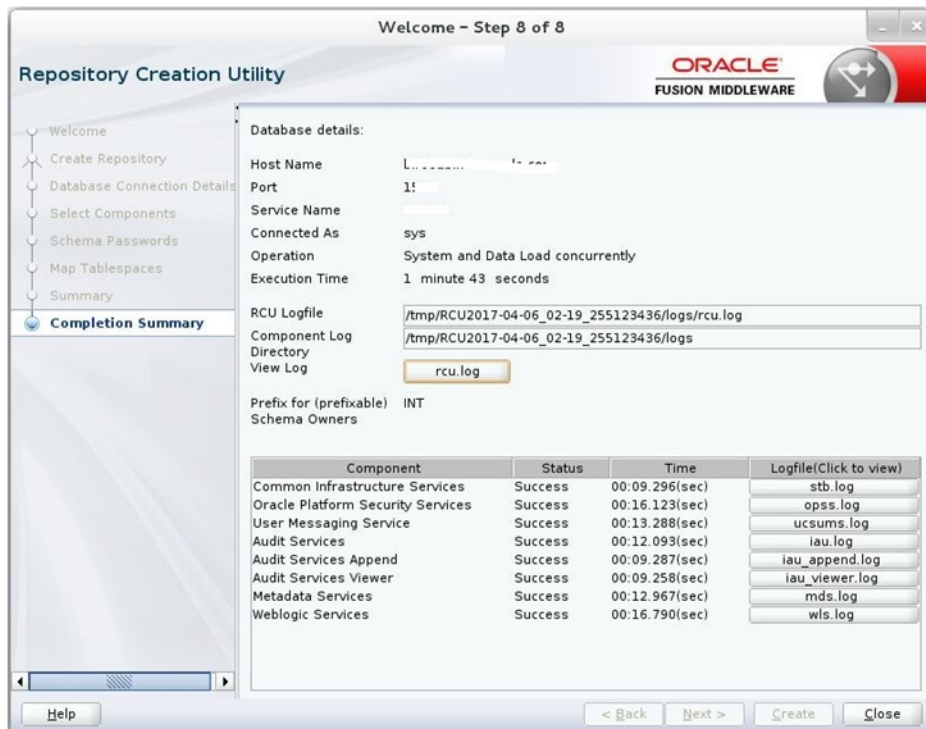 Welcome – Step 8 of 8
Repository Creation Utility
ORACLE
FUSION MIDDLEWARE
Welcome
Create Repository
Database Connection Details
Select Components
Schema Passwords
Map Tablespaces
Summary
Completion Summary
Database details:
Host Name
Port
Service Name
Connected As sys
Operation System and Data Load concurrently
Execution Time 1 minute 43 seconds
RCU Logfile /tmp/RCU2017-04-06_02-19_255123436/logs/rcu.log
Component Log Directory /tmp/RCU2017-04-06_02-19_255123436/logs
View Log rcu.log
Prefix for (prefixable) Schema Owners INT
Component Status Time Logfile(Click to view)
Common Infrastructure Services Success 00:09.296(sec) stb.log
Oracle Platform Security Services Success 00:16.123(sec) opss.log
User Messaging Service Success 00:13.288(sec) ucsums.log
Audit Services Success 00:12.093(sec) iau.log
Audit Services Append Success 00:09.287(sec) iau_append.log
Audit Services Viewer Success 00:09.258(sec) iau_viewer.log
Metadata Services Success 00:12.967(sec) mds.log
Weblogic Services Success 00:16.790(sec) wls.log
Help < Back Next > Create Close